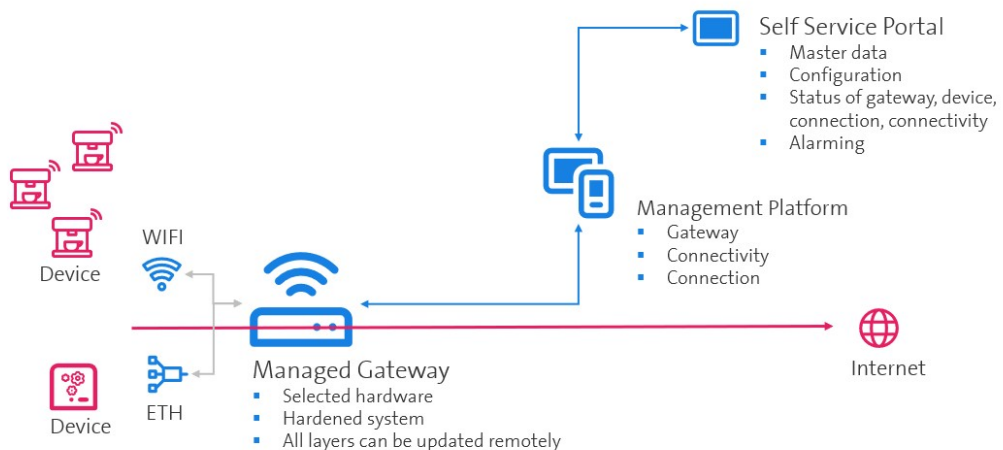 Self Service Portal
▪ Master data
▪ Configuration
▪ Status of gateway, device,
connection, connectivity
▪ Alarming
Management Platform
▪ Gateway
▪ Connectivity
▪ Connection
WIFI
Device
Managed Gateway
▪ Selected hardware
▪ Hardened system
▪ All layers can be updated remotely
ETH
Device
Internet